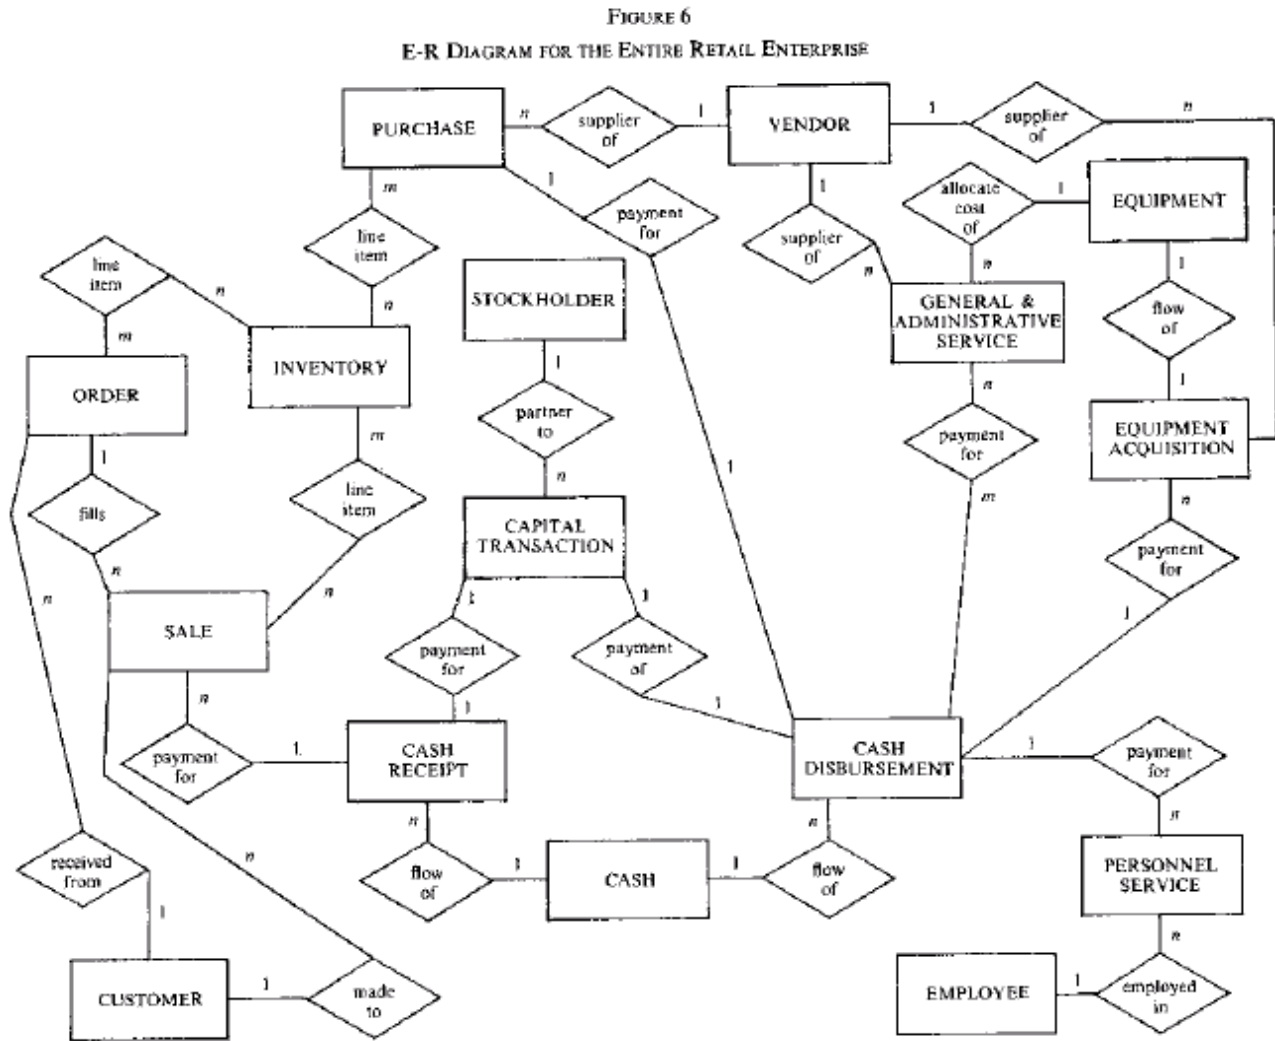 FIGURE 6
E-R DIAGRAM FOR THE ENTIRE RETAIL ENTERPRISE
PURCHASE
n
supplier
of
1
VENDOR
1
supplier
of
n
m
1
payment
for
1
supplier
of
n
allocate
cost
of
1
EQUIPMENT
n
line
item
n
line
item
n
m
STOCKHOLDER
GENERAL &
ADMINISTRATIVE
SERVICE
1
flow
of
1
ORDER
INVENTORY
1
partner
to
n
n
payment
for
m
EQUIPMENT
ACQUISITION
1
fills
n
m
line
item
n
1
CAPITAL
TRANSACTION
n
payment
for
1
n
SALE
1
payment
for
1
1
payment
of
1
n
payment
for
1
CASH
RECEIPT
CASH
DISBURSEMENT
1
payment
for
n
received
from
1
n
n
flow
of
1
CASH
1
n
flow
of
PERSONNEL
SERVICE
n
CUSTOMER
1
made
to
EMPLOYEE
1
employed
in